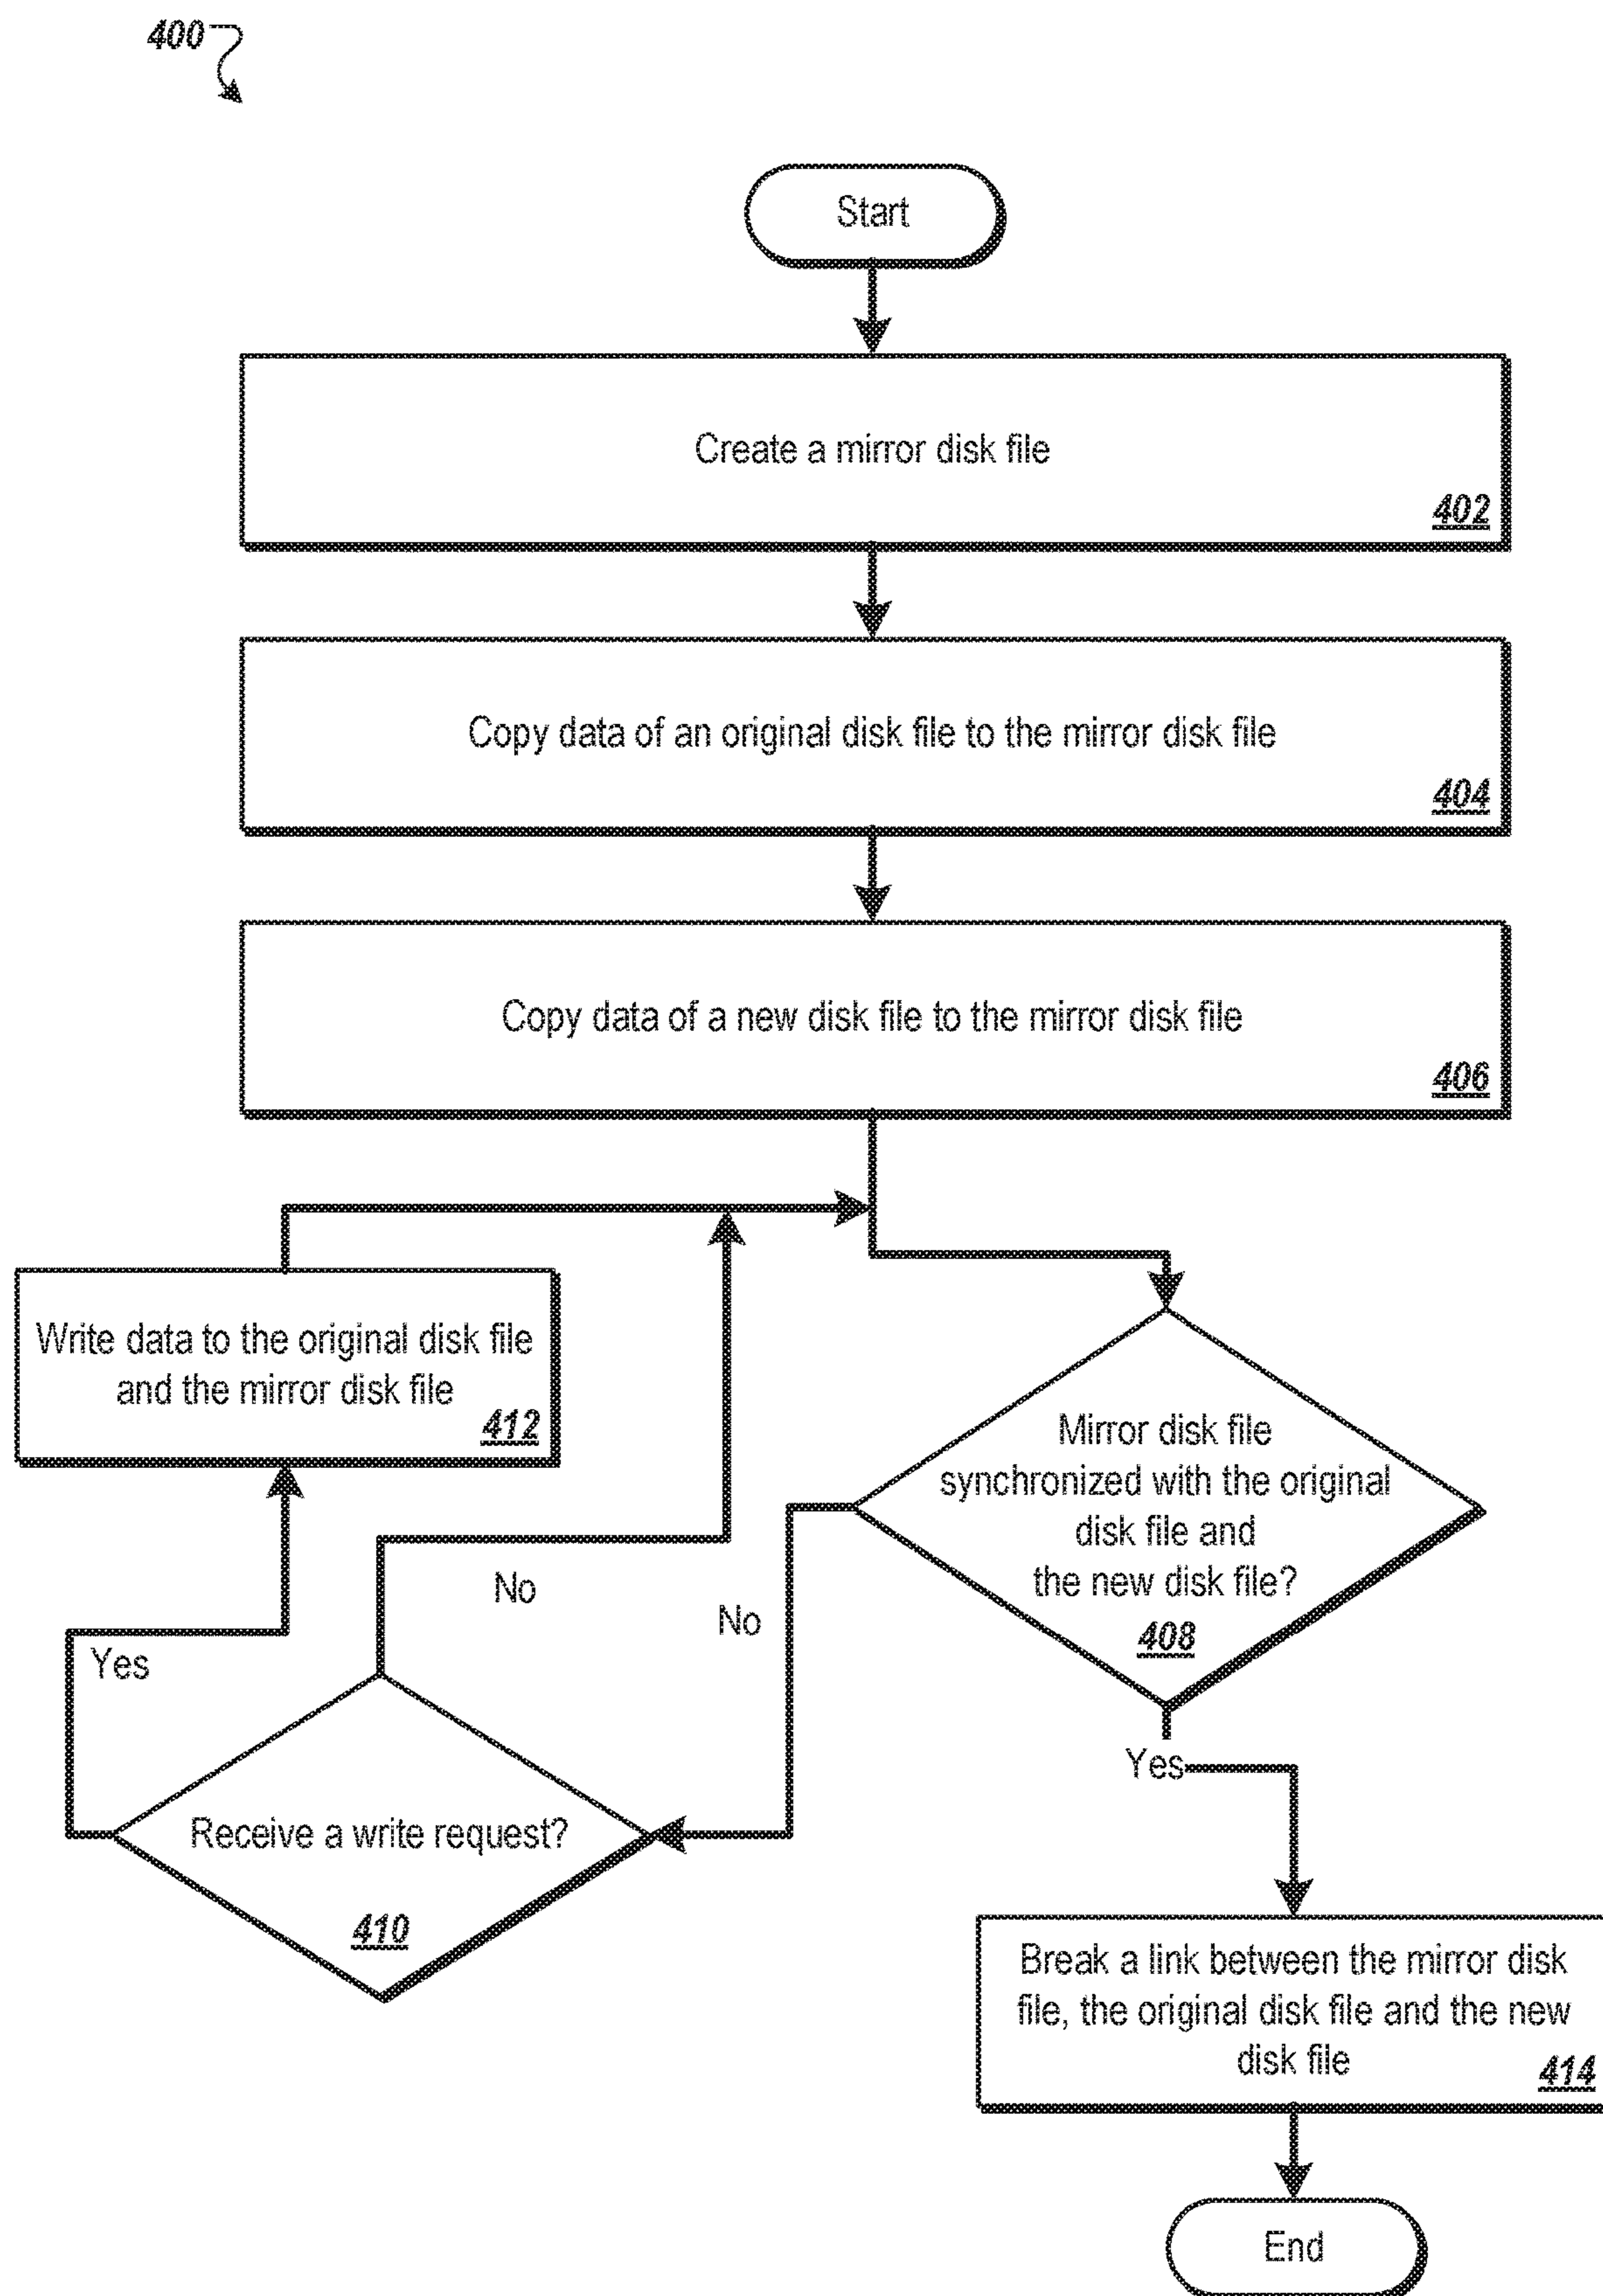 400
Start
Create a mirror disk file
402
Copy data of an original disk file to the mirror disk file
404
Copy data of a new disk file to the mirror disk file
406
Write data to the original disk file
and the mirror disk file
412
Mirror disk file
synchronized with the original
disk file and
the new disk file?
408
No
No
Yes
Yes
Receive a write request?
410
Break a link between the mirror disk
file, the original disk file and the new
disk file
414
End